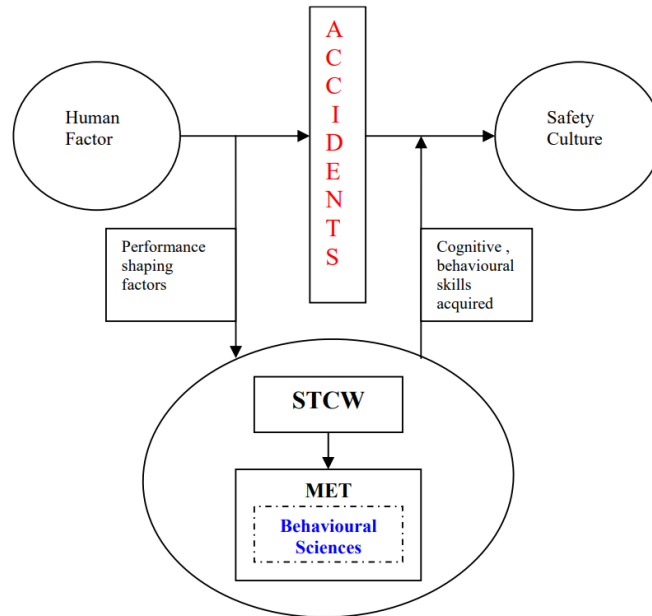 Human
Factor
A
C
C
I
D
E
N
T
S
Safety
Culture
Performance
shaping
factors
Cognitive ,
behavioural
skills
acquired
STCW
MET
Behavioural
Sciences